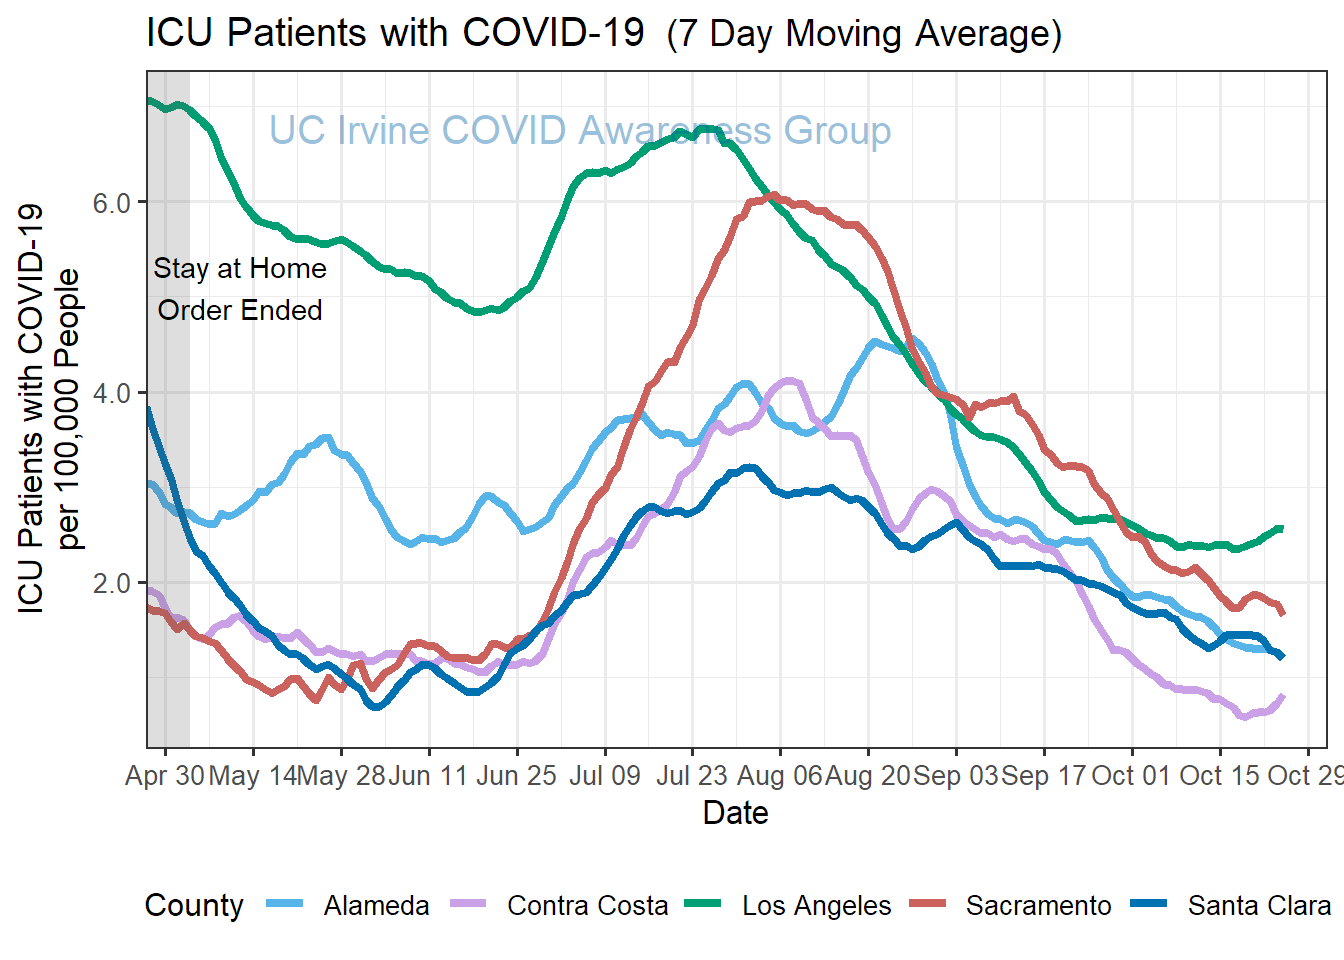 ICU Patients with COVID-19 (7 Day Moving Average)
UC Irvine COVID Awareness Group
Stay at Home
Order Ended
ICU Patients with COVID-19
per 100,000 People
6.0
4.0
2.0
Apr 30 May 14 May 28 Jun 11 Jun 25 Jul 09 Jul 23 Aug 06 Aug 20 Sep 03 Sep 17 Oct 01 Oct 15 Oct 29
Date
County Alameda Contra Costa Los Angeles Sacramento Santa Clara